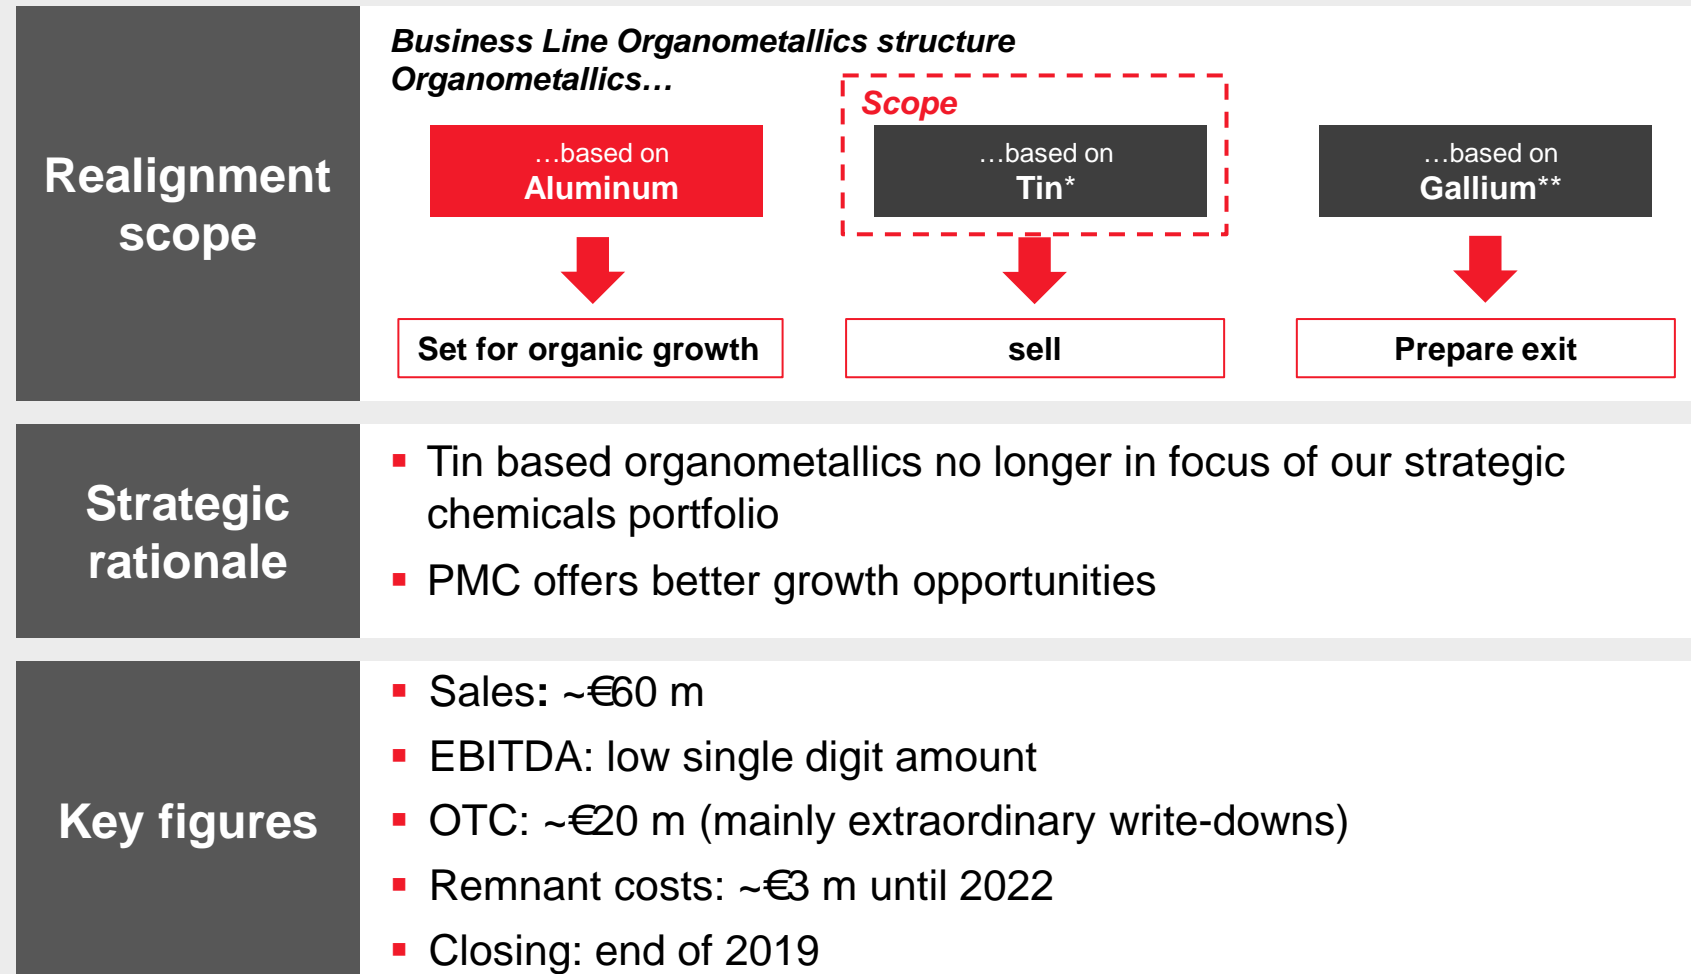 Realignment
scope
Business Line Organometallics structure
Organometallics…
Scope
…based on
Aluminum
…based on
Tin*
…based on
Gallium**
Set for organic growth
sell
Prepare exit
Strategic
rationale
▪ Tin based organometallics no longer in focus of our strategic
chemicals portfolio
▪ PMC offers better growth opportunities
Key figures
▪ Sales: ~€60 m
▪ EBITDA: low single digit amount
▪ OTC: ~€20 m (mainly extraordinary write-downs)
▪ Remnant costs: ~€3 m until 2022
▪ Closing: end of 2019